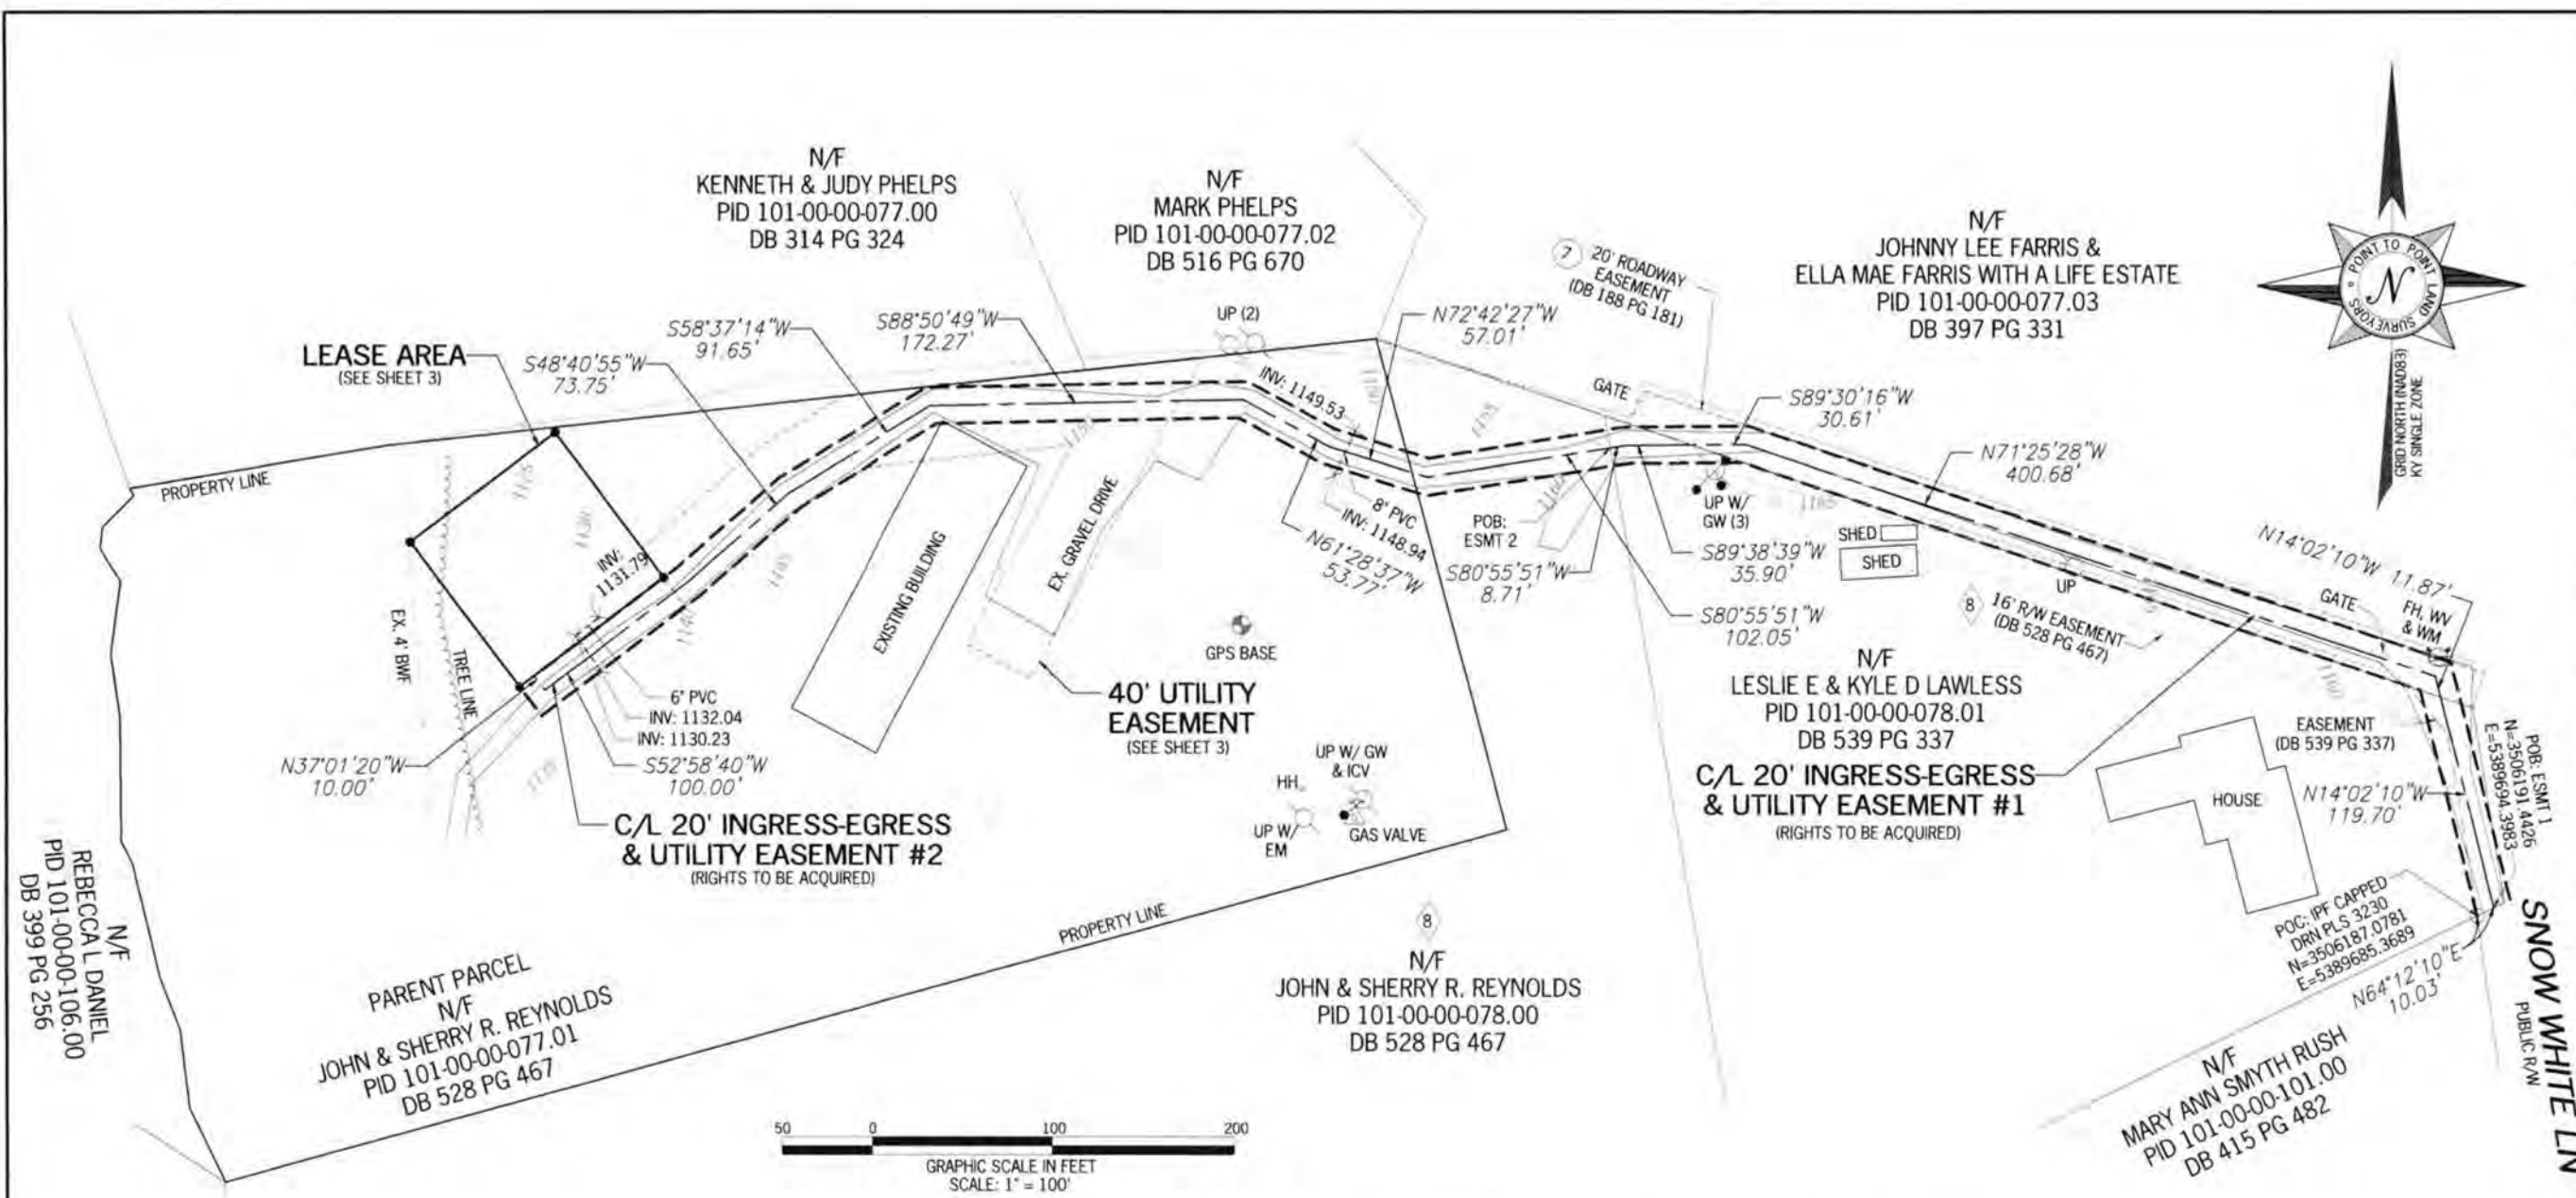 N/F
KENNETH & JUDY PHELPS
PID 101-00-00-077.00
DB 314 PG 324
N/F
MARK PHELPS
PID 101-00-00-077.02
DB 516 PG 670
N/F
JOHNNY LEE FARRIS &
ELLA MAE FARRIS WITH A LIFE ESTATE
PID 101-00-00-077.03
DB 397 PG 331
7
20' ROADWAY
EASEMENT
(DB 188 PG 181)
POINT TO POINT LAND SURVEYORS
N
GRID NORTH (NAD83)
KY SINGLE ZONE
LEASE AREA
(SEE SHEET 3)
S48°40'55"W
73.75'
S58°37'14"W
91.65'
S88°50'49"W
172.27'
UP (2)
INV: 1149.53
N72°42'27"W
57.01'
GATE
S89°30'16"W
30.61'
N71°25'28"W
400.68'
N14°02'10"W 11.87'
GATE
FH, WV
& WM
PROPERTY LINE
1125
1130
INV:
1131.79
1145
1140
1135
1155
1165
1160
1160
EX. 4' BWF
TREE LINE
EXISTING BUILDING
EX. GRAVEL DRIVE
8" PVC
INV: 1148.94
N61°28'37"W
53.77'
POB:
ESMT 2
S80°55'51"W
8.71'
UP W/
GW (3)
S89°38'39"W
35.90'
S80°55'51"W
102.05'
SHED
SHED
UP
8
16' R/W EASEMENT
(DB 528 PG 467)
GPS BASE
40' UTILITY
EASEMENT
(SEE SHEET 3)
6" PVC
INV: 1132.04
INV: 1130.23
N37°01'20"W
10.00'
S52°58'40"W
100.00'
C/L 20' INGRESS-EGRESS
& UTILITY EASEMENT #2
(RIGHTS TO BE ACQUIRED)
HH
UP W/ GW
& ICV
UP W/
EM
GAS VALVE
N/F
LESLIE E & KYLE D LAWLESS
PID 101-00-00-078.01
DB 539 PG 337
C/L 20' INGRESS-EGRESS
& UTILITY EASEMENT #1
(RIGHTS TO BE ACQUIRED)
EASEMENT
(DB 539 PG 337)
HOUSE
N14°02'10"W
119.70'
POB: ESMT 1
N=3506191.4426
E=5389694.3983
POC: IPF CAPPED
DRN PLS 3230
N=3506187.0781
E=5389685.3689
N64°12'10"E
10.03'
SNOW WHITE LN
PUBLIC R/W
N/F
REBECCA L DANIEL
PID 101-00-00-106.00
DB 399 PG 256
PARENT PARCEL
N/F
JOHN & SHERRY R. REYNOLDS
PID 101-00-00-077.01
DB 528 PG 467
PROPERTY LINE
8
N/F
JOHN & SHERRY R. REYNOLDS
PID 101-00-00-078.00
DB 528 PG 467
N/F
MARY ANN SMYTH RUSH
PID 101-00-00-101.00
DB 415 PG 482
50 0 100 200
GRAPHIC SCALE IN FEET
SCALE: 1" = 100'